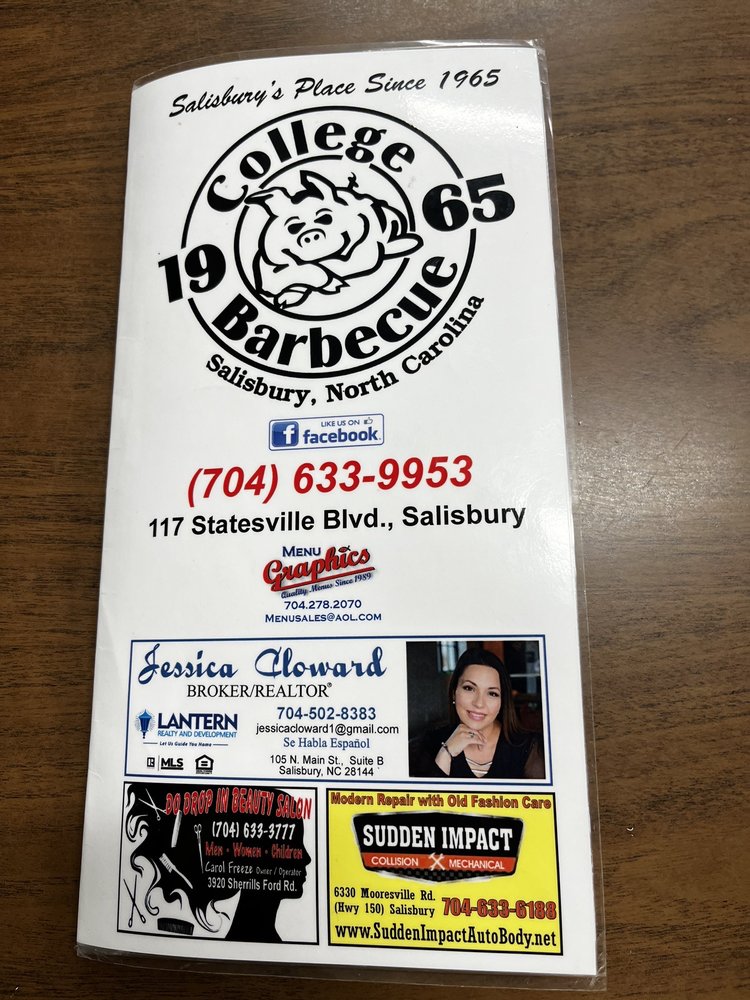 Salisbury's Place Since 1965
College
19 65
Barbecue
Salisbury, North Carolina
LIKE US ON
f facebook
(704) 633-9953
117 Statesville Blvd., Salisbury
MENU
Graphics
Quality Menus Since 1989
704.278.2070
MENUSALES@AOL.COM
Jessica Cloward
BROKER/REALTOR®
LANTERN
REALTY AND DEVELOPMENT
Let Us Guide You Home
R MLS
704-502-8383
jessicacloward1@gmail.com
Se Habla Español
105 N. Main St., Suite B
Salisbury, NC 28144
DO DROP IN BEAUTY SALON
(704) 633-3777
Men • Women • Children
Carol Freeze Owner / Operator
3920 Sherrills Ford Rd.
Modern Repair with Old Fashion Care
SUDDEN IMPACT
COLLISION MECHANICAL
6330 Mooresville Rd.
(Hwy 150) Salisbury 704-633-6188
www.SuddenImpactAutoBody.net